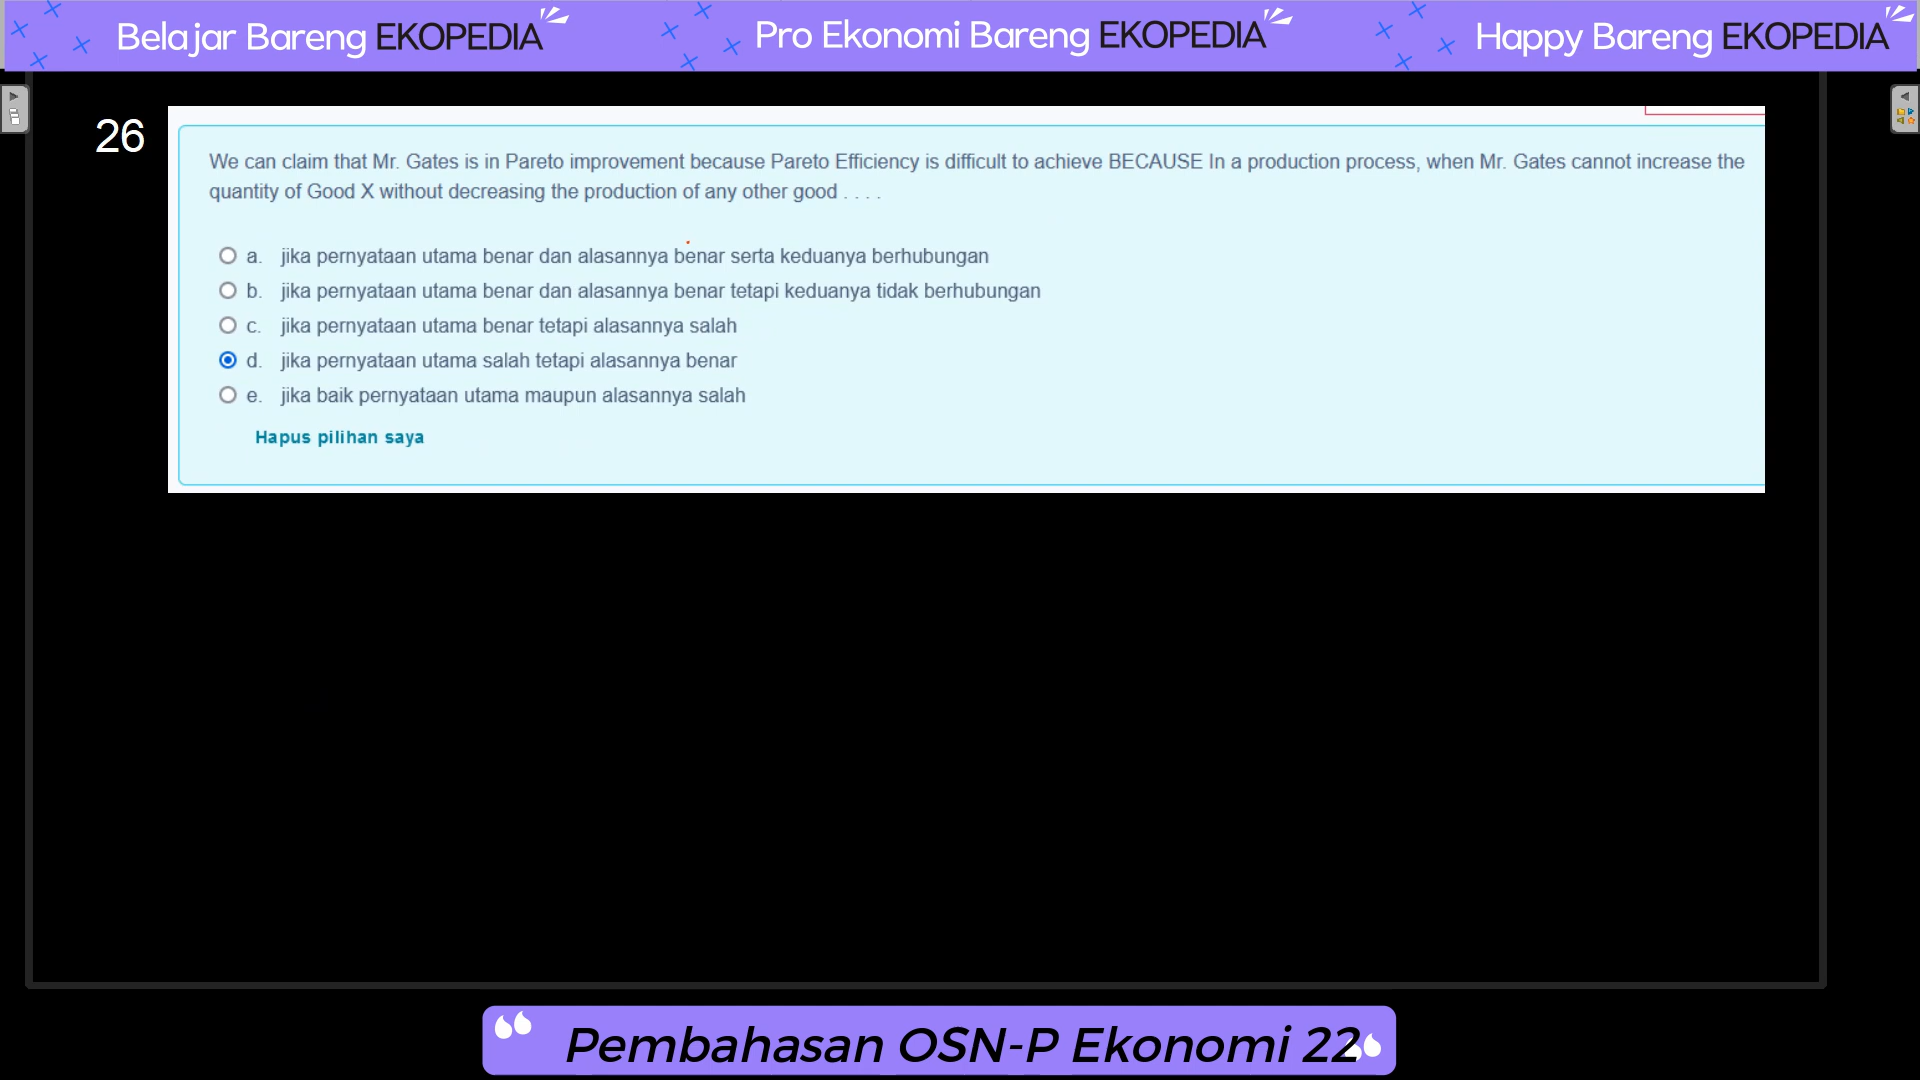 Belajar Bareng EKOPEDIA
Pro Ekonomi Bareng EKOPEDIA
Happy Bareng EKOPEDIA
26
We can claim that Mr. Gates is in Pareto improvement because Pareto Efficiency is difficult to achieve BECAUSE In a production process, when Mr. Gates cannot increase the
quantity of Good X without decreasing the production of any other good . . . .
a. jika pernyataan utama benar dan alasannya benar serta keduanya berhubungan
b. jika pernyataan utama benar dan alasannya benar tetapi keduanya tidak berhubungan
c. jika pernyataan utama benar tetapi alasannya salah
d. jika pernyataan utama salah tetapi alasannya benar
e. jika baik pernyataan utama maupun alasannya salah
Hapus pilihan saya
Pembahasan OSN-P Ekonomi 22